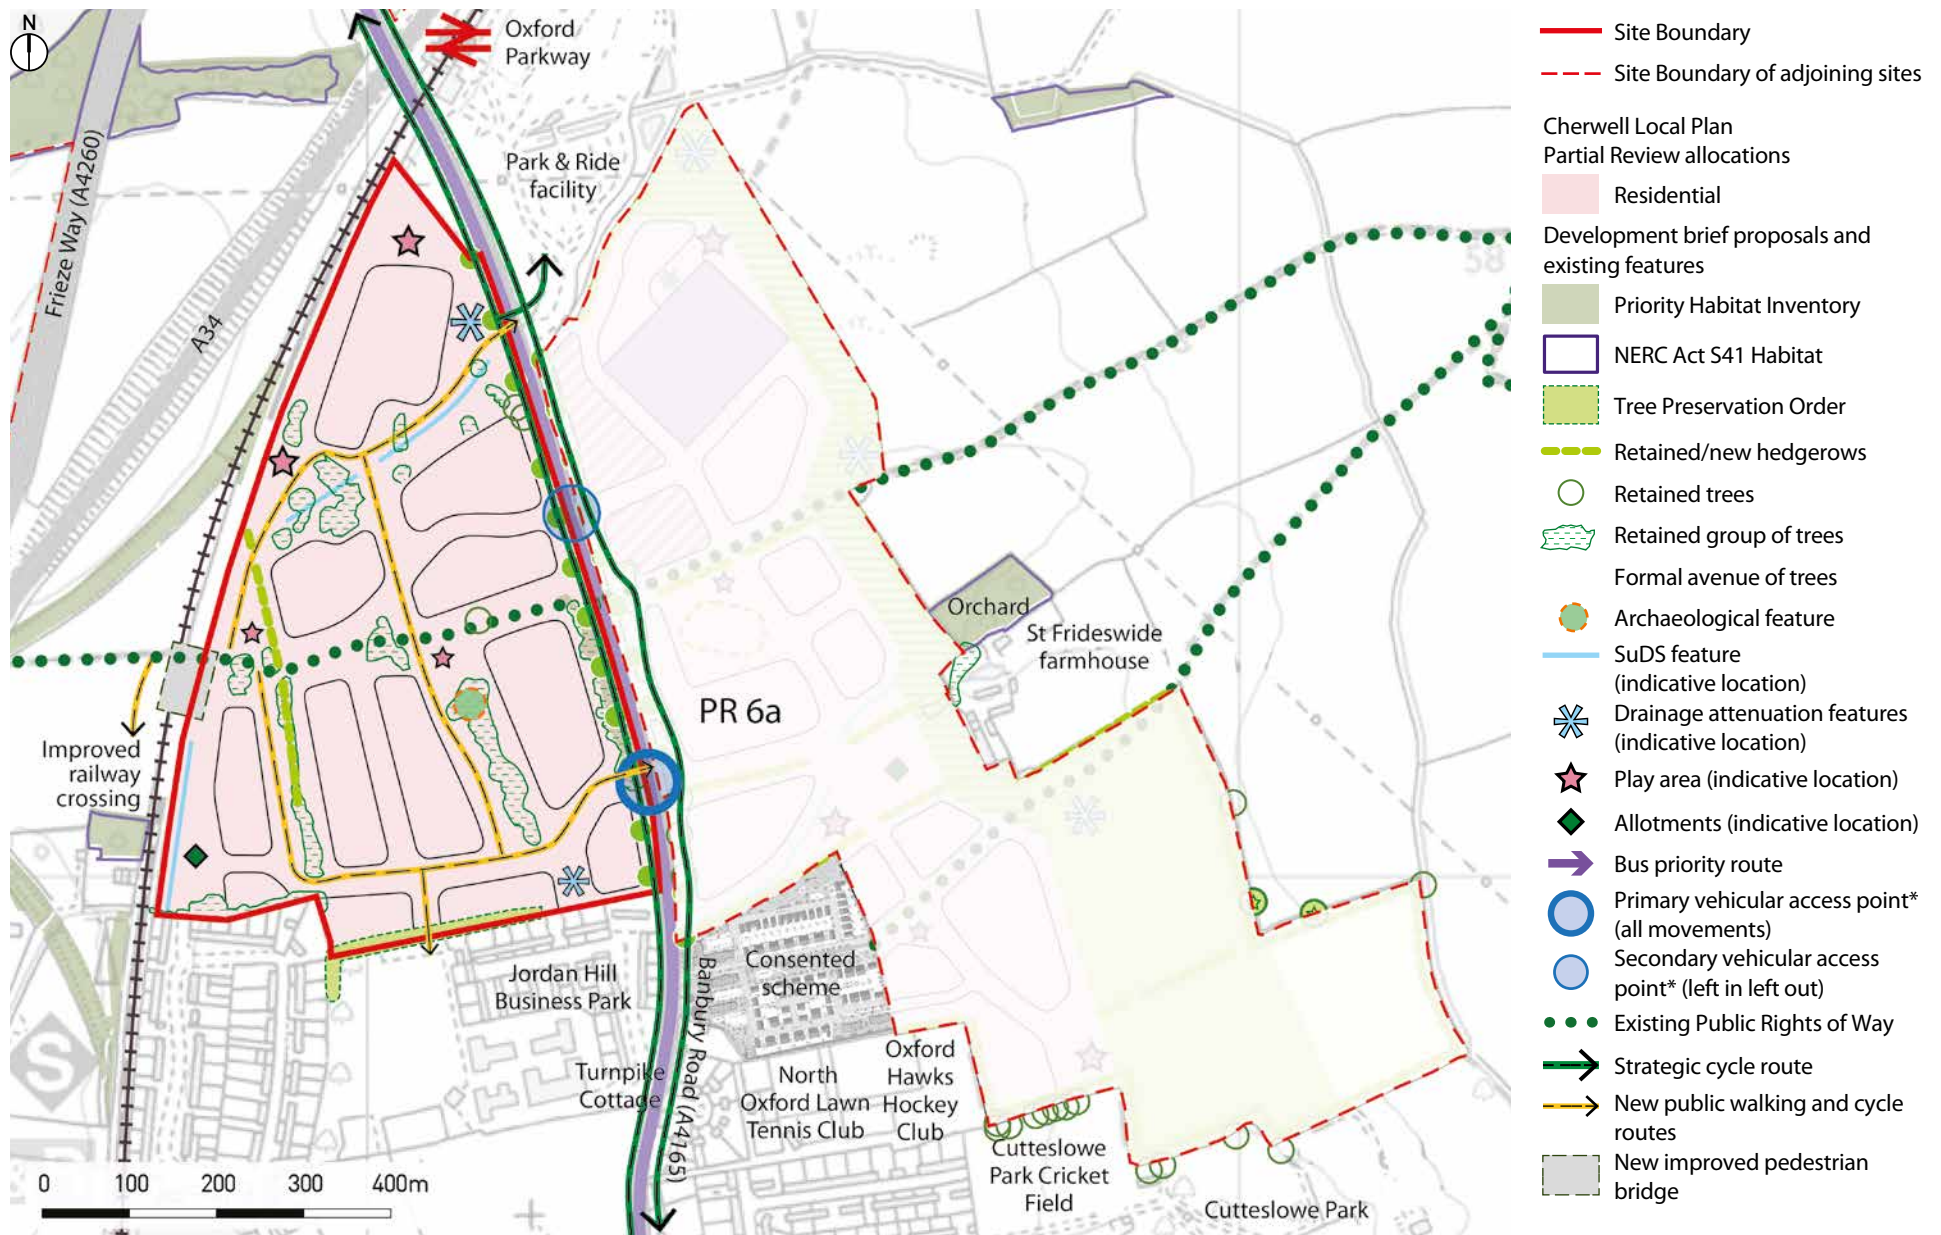 N
Oxford
Parkway
Park & Ride
facility
Frieze Way (A4260)
A34
58
Orchard
St Frideswide
farmhouse
PR 6a
Improved
railway
crossing
Jordan Hill
Business Park
Consented
scheme
Banbury Road (A4165)
Turnpike
Cottage
North
Oxford Lawn
Tennis Club
Oxford
Hawks
Hockey
Club
Cutteslowe
Park Cricket
Field
Cutteslowe Park
S
0 100 200 300 400m
Site Boundary
Site Boundary of adjoining sites
Cherwell Local Plan
Partial Review allocations
Residential
Development brief proposals and
existing features
Priority Habitat Inventory
NERC Act S41 Habitat
Tree Preservation Order
Retained/new hedgerows
Retained trees
Retained group of trees
Formal avenue of trees
Archaeological feature
SuDS feature
(indicative location)
Drainage attenuation features
(indicative location)
Play area (indicative location)
Allotments (indicative location)
Bus priority route
Primary vehicular access point*
(all movements)
Secondary vehicular access
point* (left in left out)
Existing Public Rights of Way
Strategic cycle route
New public walking and cycle
routes
New improved pedestrian
bridge